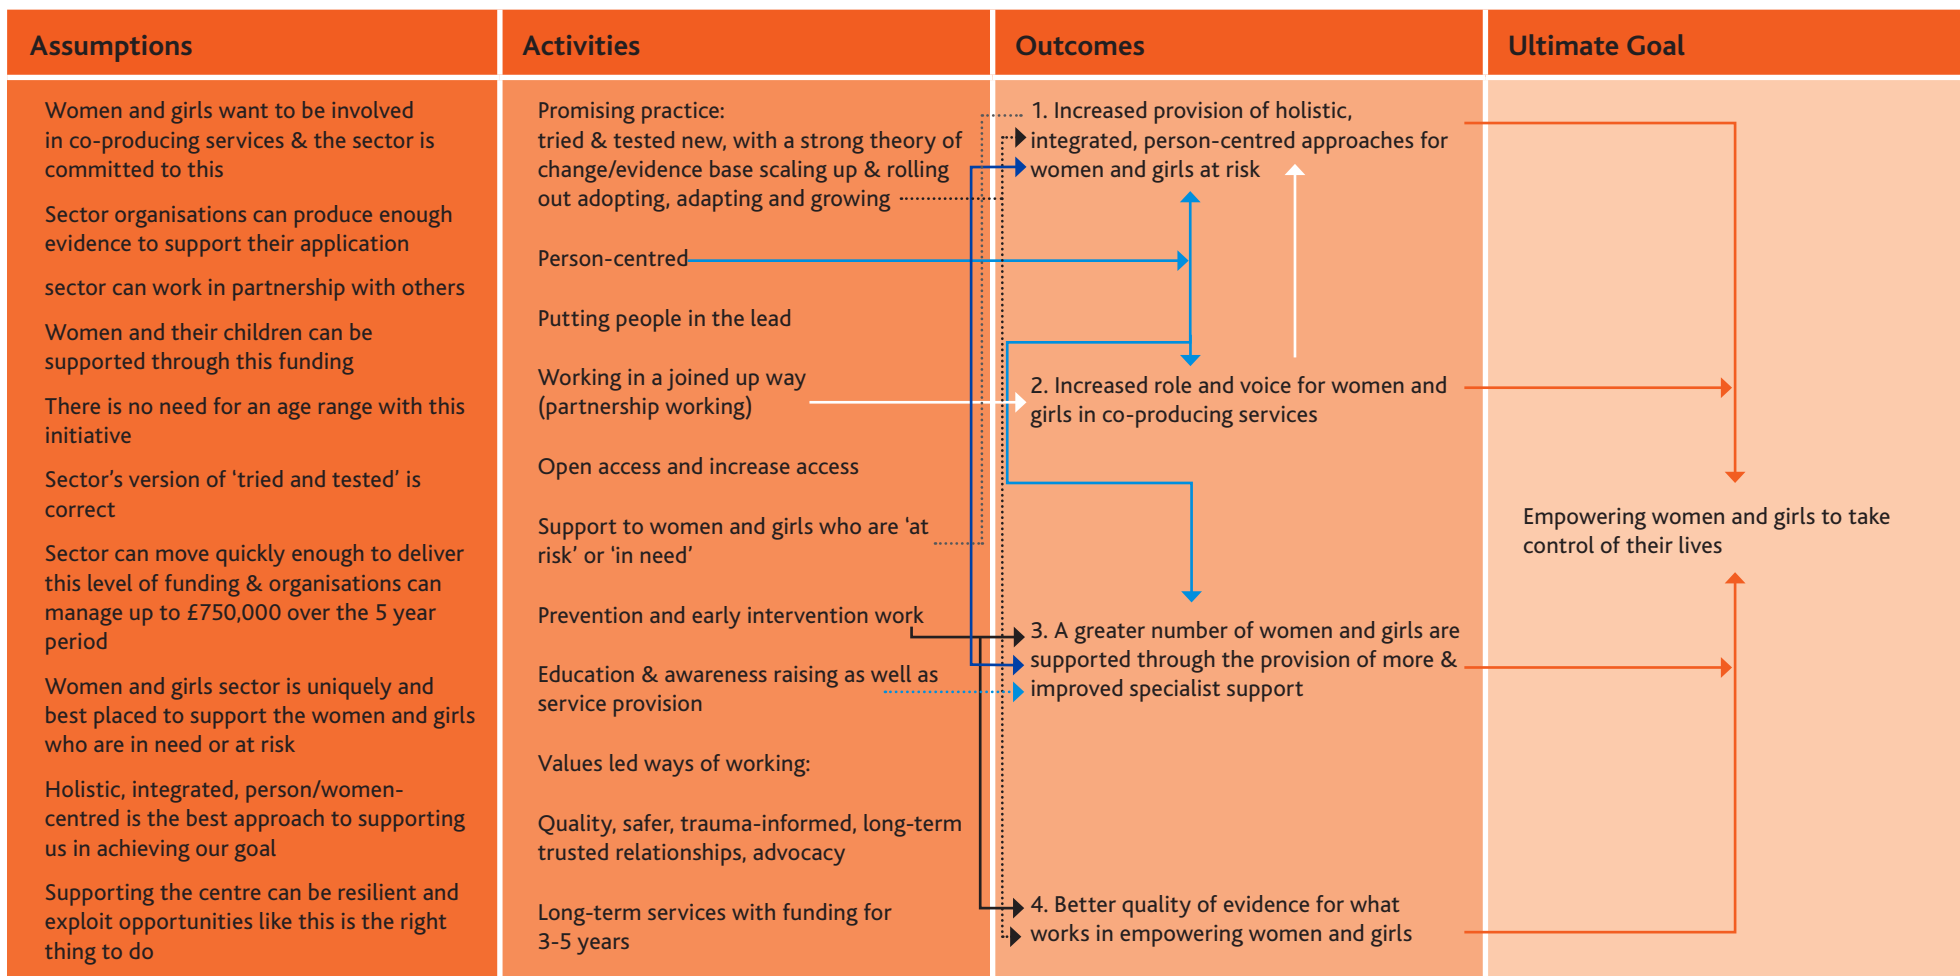 Assumptions
Women and girls want to be involved
in co-producing services & the sector is
committed to this
Sector organisations can produce enough
evidence to support their application
sector can work in partnership with others
Women and their children can be
supported through this funding
There is no need for an age range with this
initiative
Sector's version of ‘tried and tested’ is
correct
Sector can move quickly enough to deliver
this level of funding & organisations can
manage up to £750,000 over the 5 year
period
Women and girls sector is uniquely and
best placed to support the women and girls
who are in need or at risk
Holistic, integrated, person/women-
centred is the best approach to supporting
us in achieving our goal
Supporting the centre can be resilient and
exploit opportunities like this is the right
thing to do
Activities
Promising practice:
tried & tested new, with a strong theory of
change/evidence base scaling up & rolling
out adopting, adapting and growing
Person-centred
Putting people in the lead
Working in a joined up way
(partnership working)
Open access and increase access
Support to women and girls who are ‘at
risk’ or ‘in need’
Prevention and early intervention work
Education & awareness raising as well as
service provision
Values led ways of working:
Quality, safer, trauma-informed, long-term
trusted relationships, advocacy
Long-term services with funding for
3-5 years
Outcomes
1. Increased provision of holistic,
integrated, person-centred approaches for
women and girls at risk
2. Increased role and voice for women and
girls in co-producing services
3. A greater number of women and girls are
supported through the provision of more &
improved specialist support
4. Better quality of evidence for what
works in empowering women and girls
Ultimate Goal
Empowering women and girls to take
control of their lives